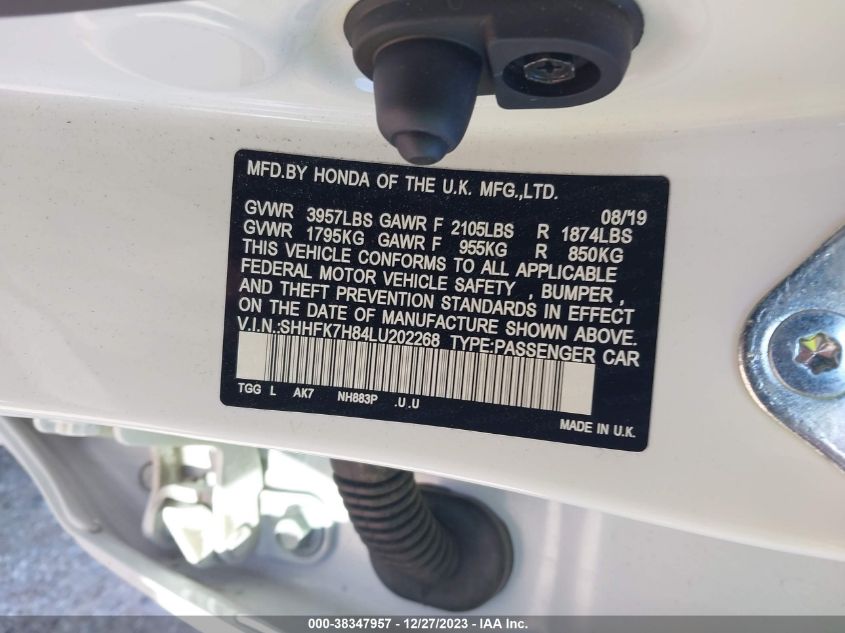 MFD.BY HONDA OF THE U.K. MFG.,LTD.
08/19
GVWR 3957LBS GAWR F 2105LBS R 1874LBS
GVWR 1795KG GAWR F 955KG R 850KG
THIS VEHICLE CONFORMS TO ALL APPLICABLE
FEDERAL MOTOR VEHICLE SAFETY , BUMPER ,
AND THEFT PREVENTION STANDARDS IN EFFECT
ON THE DATE OF MANUFACTURE SHOWN ABOVE.
V.I.N.:SHHFK7H84LU202268 TYPE:PASSENGER CAR
TGG L AK7 NH883P .U.U
MADE IN U.K.
000-38347957 - 12/27/2023 - IAA Inc.